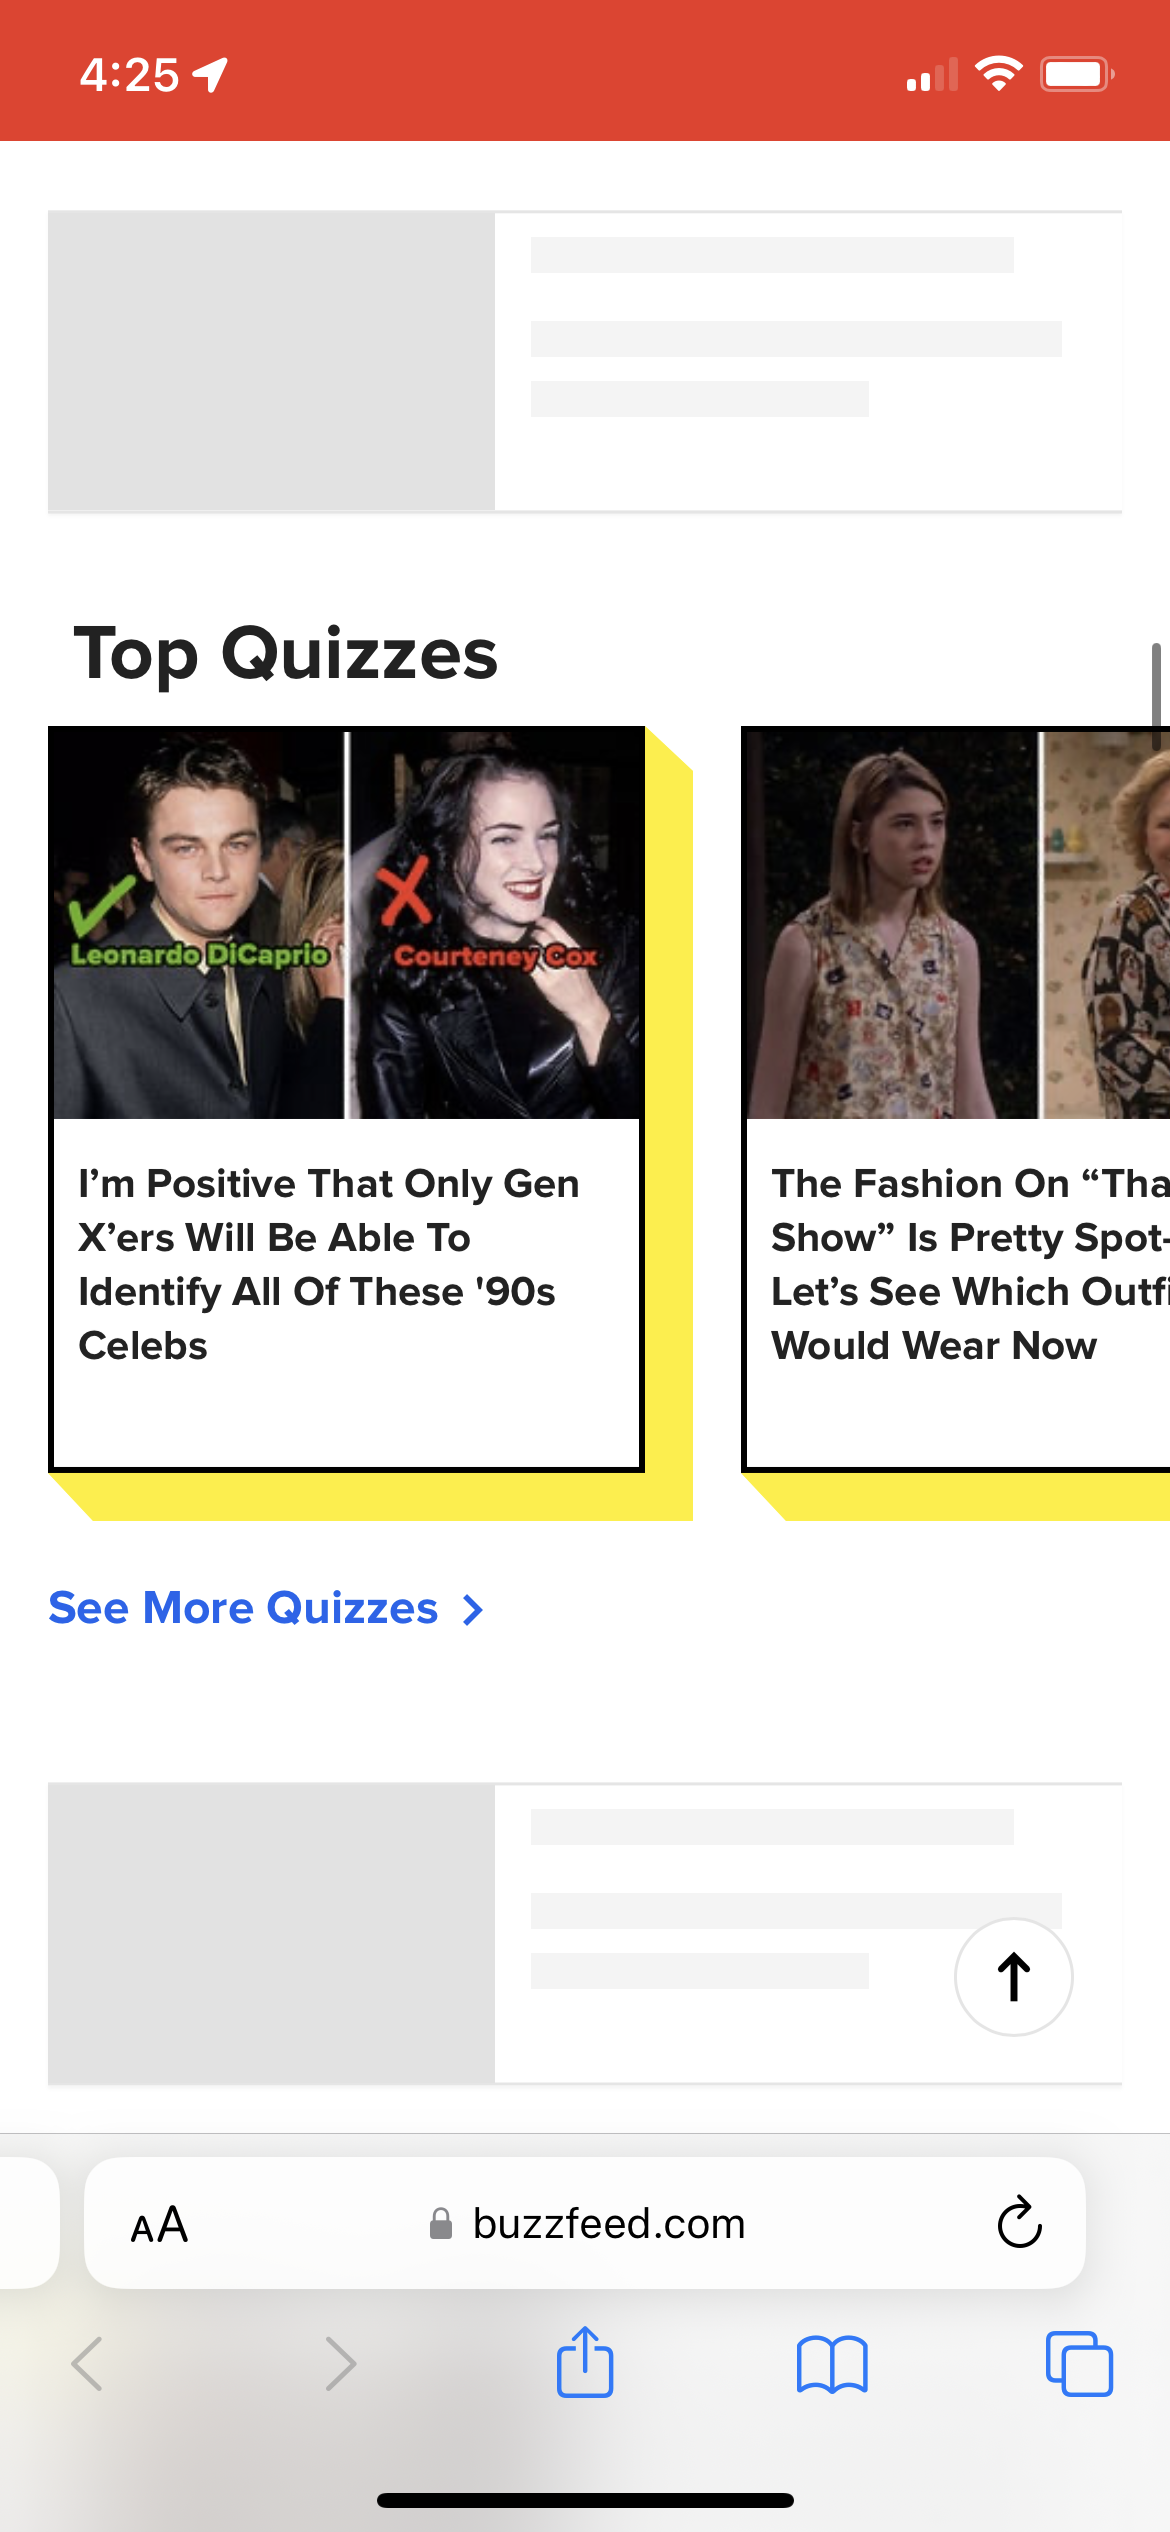 4:25
Top Quizzes
Leonardo DiCaprio
Courteney Cox
I’m Positive That Only Gen
X’ers Will Be Able To
Identify All Of These '90s
Celebs
The Fashion On “Tha
Show” Is Pretty Spot-
Let’s See Which Outfi
Would Wear Now
See More Quizzes
AA
buzzfeed.com